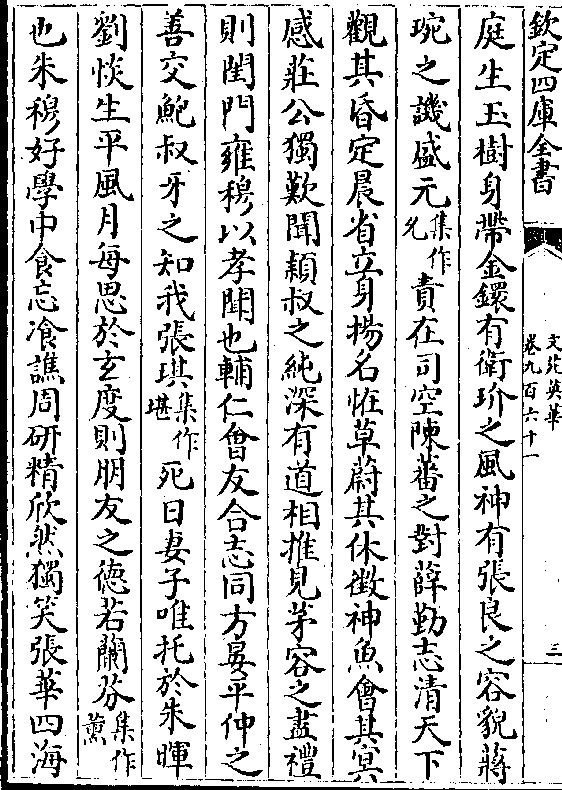 欽定四庫全書
文苑英華
卷九百六十一
三
庭生玉樹身帶金鐶有衛玠之風神有張良之容貌蔣
琬之譏盛元集作允責在司空陳蕃之對薛勤志清天下
觀其昏定晨省立身揚名恠草蔚其休徴神魚會其冥
感莊公獨歎聞頴叔之純深有道相推見茅容之盡禮
則閨門雍穆以孝聞也輔仁會友合志同方晏平仲之
善交鮑叔牙之知我張琪集作堪死日妻子唯托於朱暉
劉惔生平風月每思於玄度則朋友之德若蘭芬集作薰
也朱穆好學中食忘飡譙周研精欣然獨笑張華四海